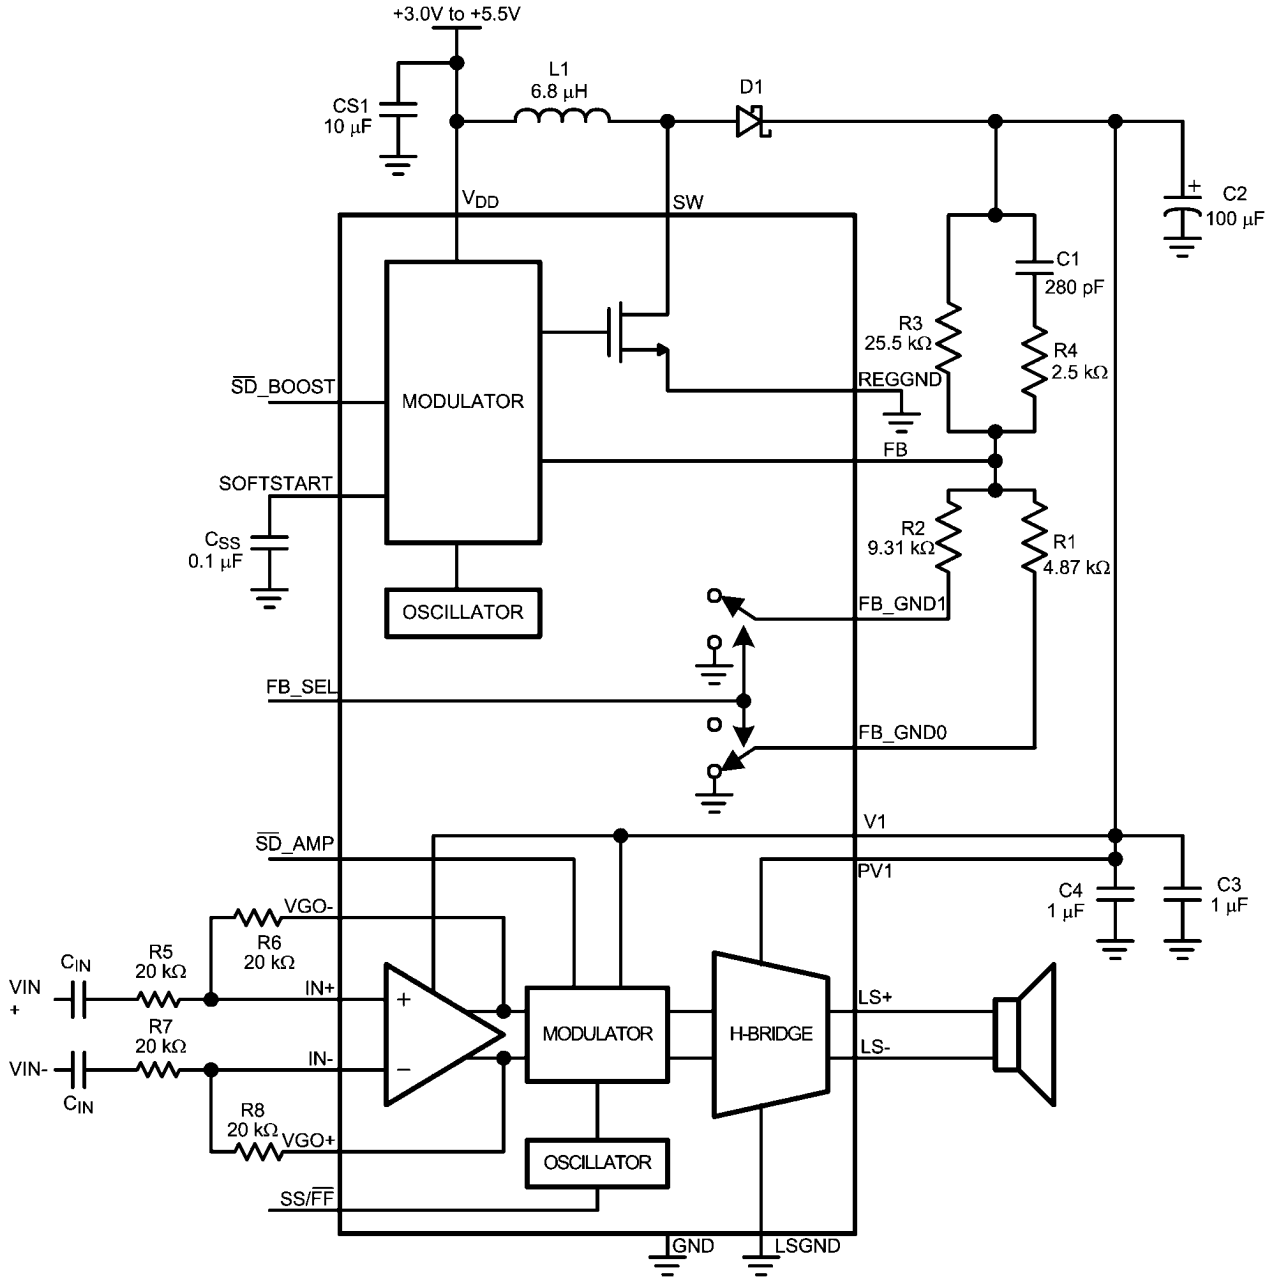 +3.0V to +5.5V
L1
6.8 μH
D1
CS1
10 μF
VDD
SW
+
C2
100 μF
C1
280 pF
R3
25.5 kΩ
R4
2.5 kΩ
SD_BOOST
MODULATOR
REGGND
FB
SOFTSTART
CSS
0.1 μF
R2
9.31 kΩ
R1
4.87 kΩ
OSCILLATOR
FB_GND1
FB_SEL
FB_GND0
V1
SD_AMP
PV1
C4
1 μF
C3
1 μF
VGO-
R6
20 kΩ
R5
20 kΩ
CIN
VIN
+
IN+
+
LS+
R7
20 kΩ
MODULATOR
H-BRIDGE
VIN-
IN-
−
LS-
CIN
R8
20 kΩ
VGO+
OSCILLATOR
SS/FF
GND
LSGND